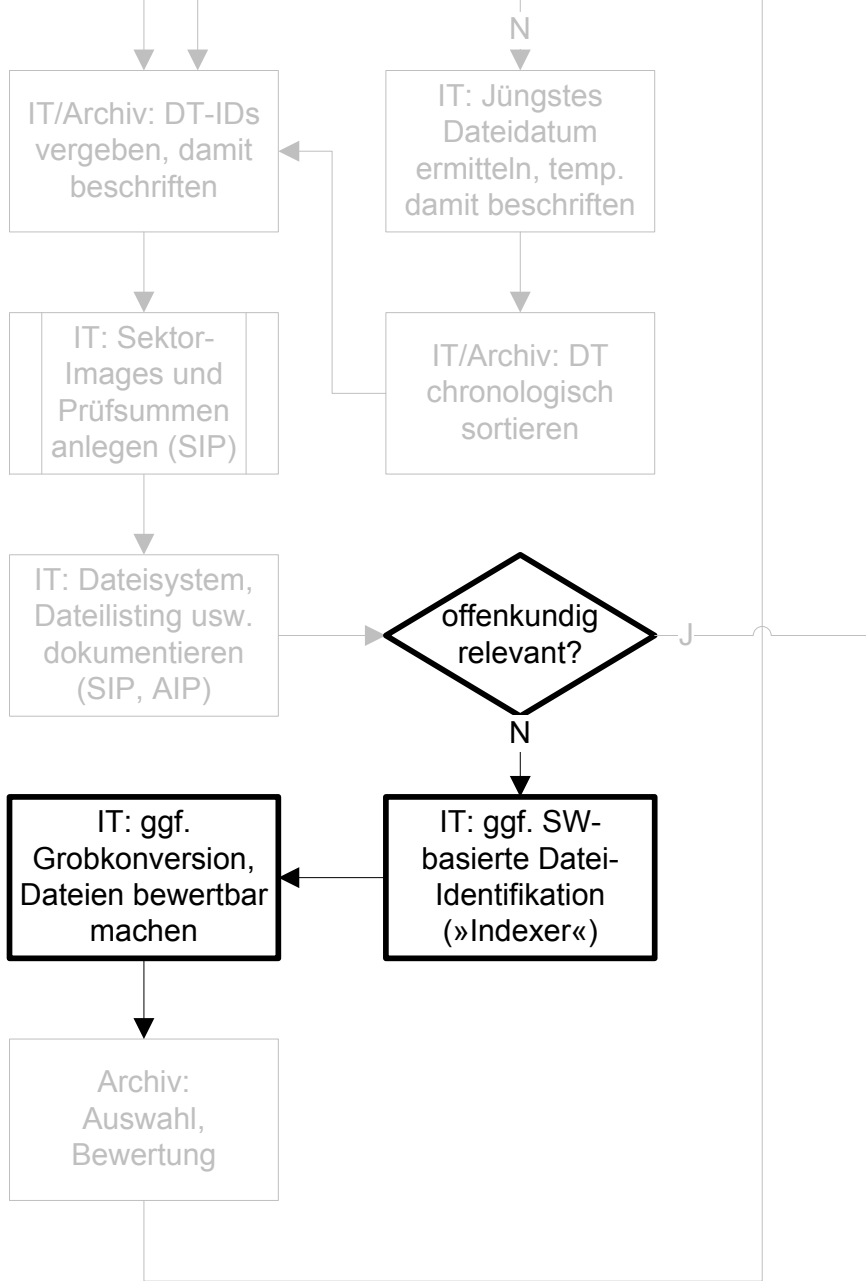 N
IT/Archiv: DT-IDs
vergeben, damit
beschriften
IT: Jüngstes
Dateidatum
ermitteln, temp.
damit beschriften
IT: Sektor-
Images und
Prüfsummen
anlegen (SIP)
IT/Archiv: DT
chronologisch
sortieren
IT: Dateisystem,
Dateilisting usw.
dokumentieren
(SIP, AIP)
offenkundig
relevant?
J
N
IT: ggf.
Grobkonversion,
Dateien bewertbar
machen
IT: ggf. SW-
basierte Datei-
Identifikation
(»Indexer«)
Archiv:
Auswahl,
Bewertung